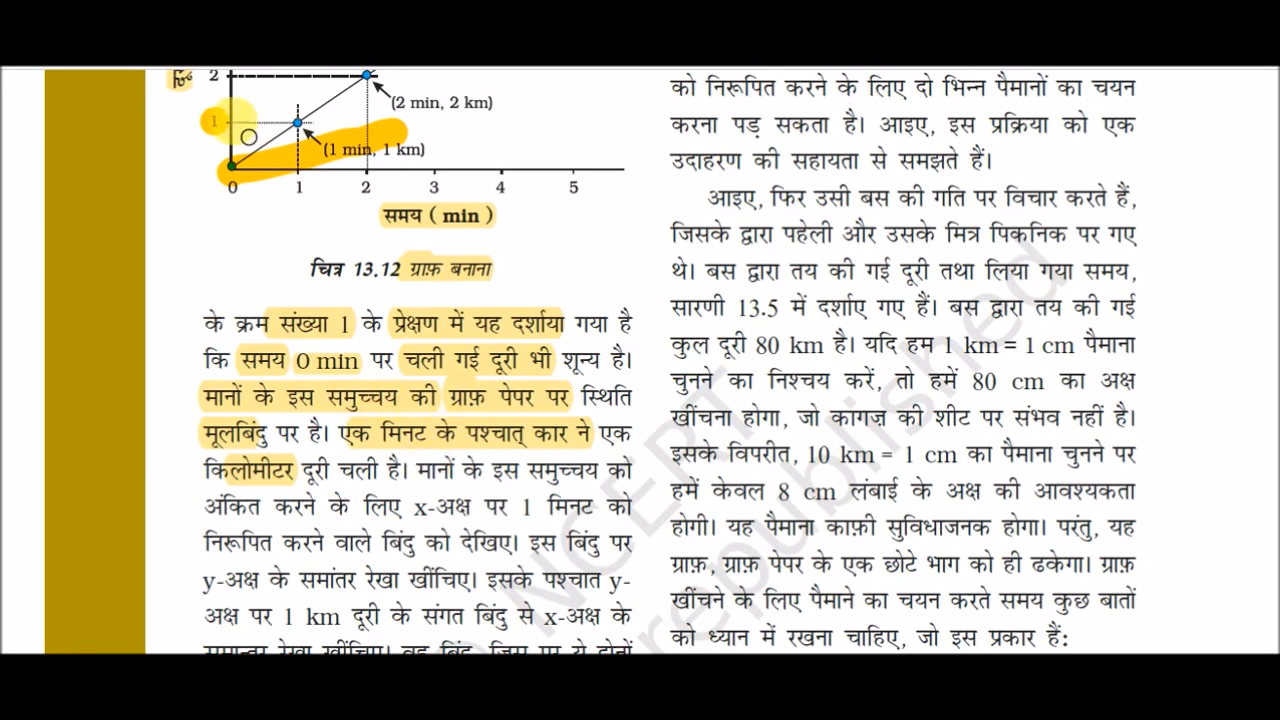 2
(2 min, 2 km)
1
(1 min, 1 km)
0 1 2 3 4 5
समय ( min )
चित्र 13.12 ग्राफ़ बनाना
के क्रम संख्या 1 के प्रेक्षण में यह दर्शाया गया है
कि समय 0 min पर चली गई दूरी भी शून्य है।
मानों के इस समुच्चय की ग्राफ़ पेपर पर स्थिति
मूलबिंदु पर है। एक मिनट के पश्चात् कार ने एक
किलोमीटर दूरी चली है। मानों के इस समुच्चय को
अंकित करने के लिए x-अक्ष पर 1 मिनट को
निरूपित करने वाले बिंदु को देखिए। इस बिंदु पर
y-अक्ष के समांतर रेखा खींचिए। इसके पश्चात y-
अक्ष पर 1 km दूरी के संगत बिंदु से x-अक्ष के
समान्तर रेखा खींचिए। वह बिंदु, जिस पर ये दोनों
को निरूपित करने के लिए दो भिन्न पैमानों का चयन
करना पड़ सकता है। आइए, इस प्रक्रिया को एक
उदाहरण की सहायता से समझते हैं।
आइए, फिर उसी बस की गति पर विचार करते हैं,
जिसके द्वारा पहेली और उसके मित्र पिकनिक पर गए
थे। बस द्वारा तय की गई दूरी तथा लिया गया समय,
सारणी 13.5 में दर्शाए गए हैं। बस द्वारा तय की गई
कुल दूरी 80 km है। यदि हम 1 km = 1 cm पैमाना
चुनने का निश्चय करें, तो हमें 80 cm का अक्ष
खींचना होगा, जो कागज़ की शीट पर संभव नहीं है।
इसके विपरीत, 10 km = 1 cm का पैमाना चुनने पर
हमें केवल 8 cm लंबाई के अक्ष की आवश्यकता
होगी। यह पैमाना काफ़ी सुविधाजनक होगा। परंतु, यह
ग्राफ़, ग्राफ़ पेपर के एक छोटे भाग को ही ढकेगा। ग्राफ़
खींचने के लिए पैमाने का चयन करते समय कुछ बातों
को ध्यान में रखना चाहिए, जो इस प्रकार हैं:
NCERT
republished